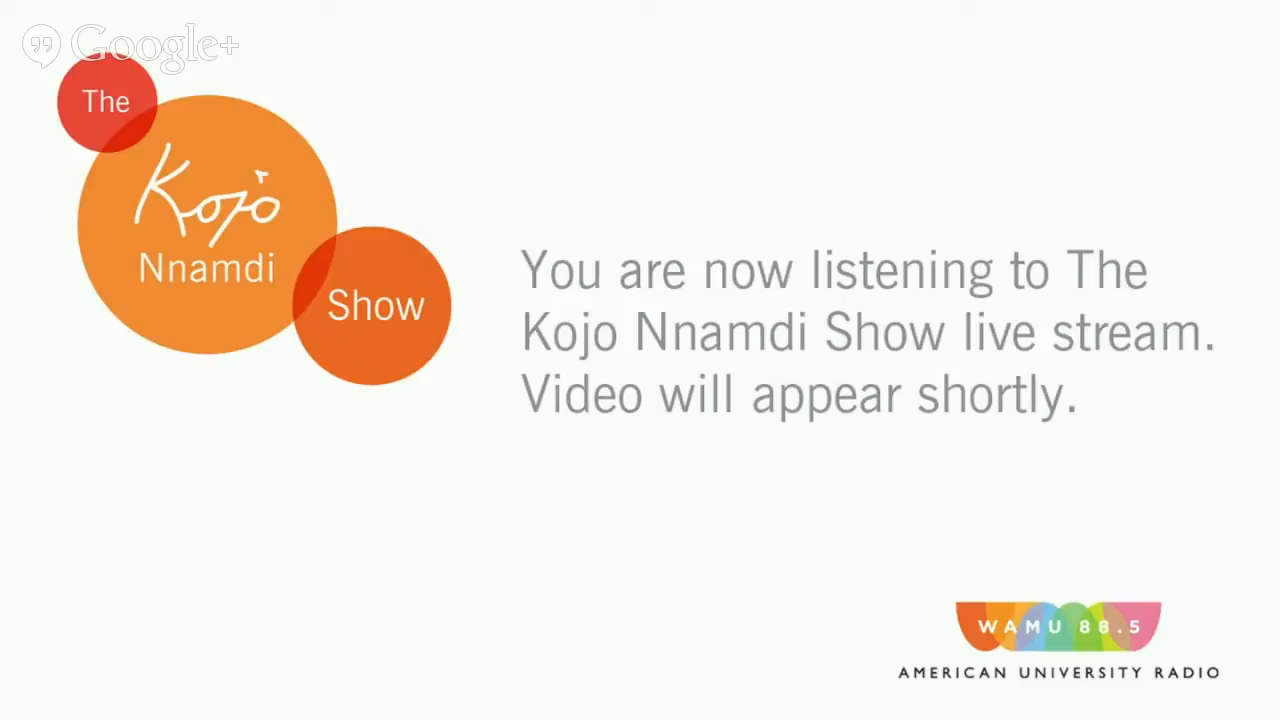 Google+
The
Kojo
Nnamdi
Show
You are now listening to The
Kojo Nnamdi Show live stream.
Video will appear shortly.
WAMU 88.5
AMERICAN UNIVERSITY RADIO